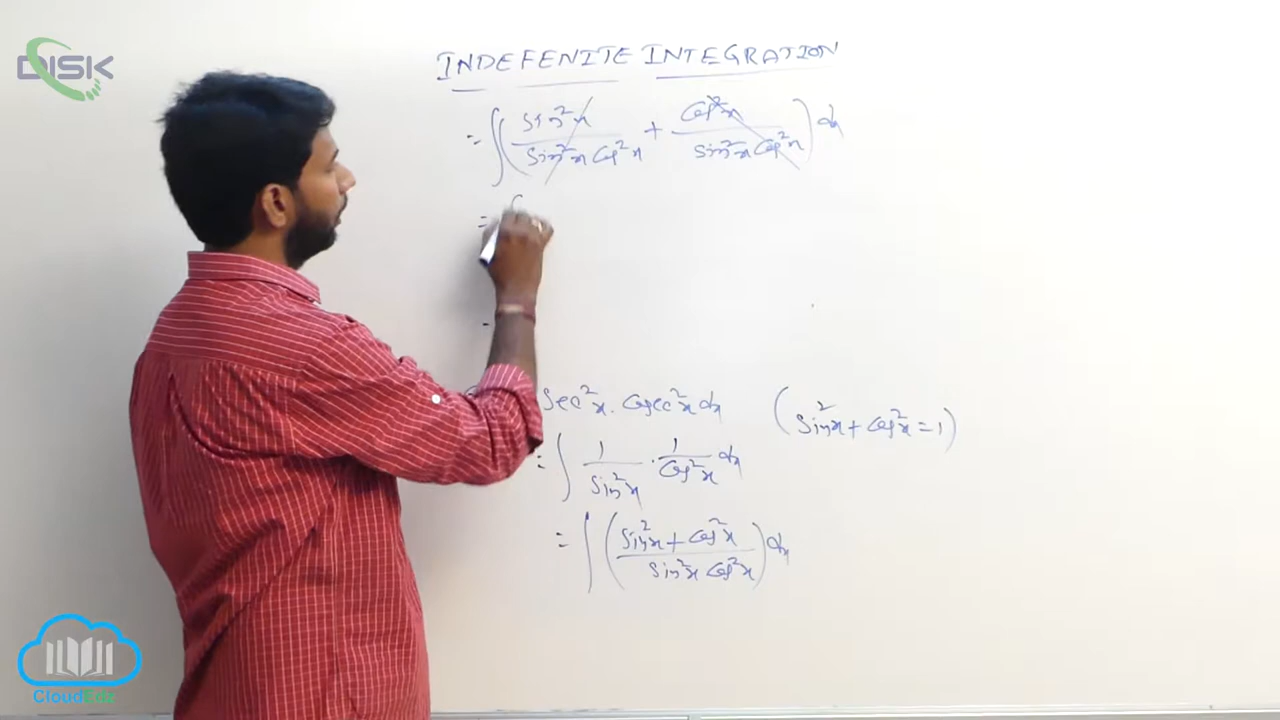 DISK
INDEFENITE INTEGRATION
= ∫ ( Sin²x / Sin²x Cos²x + Cos²x / Sin²x Cos²x ) dx
= ∫
Sec²x . Cosec²x dx ( Sin²x + Cos²x = 1 )
= ∫ 1 / Sin²x . 1 / Cos²x dx
= ∫ ( Sin²x + Cos²x / Sin²x Cos²x ) dx
CloudEdz